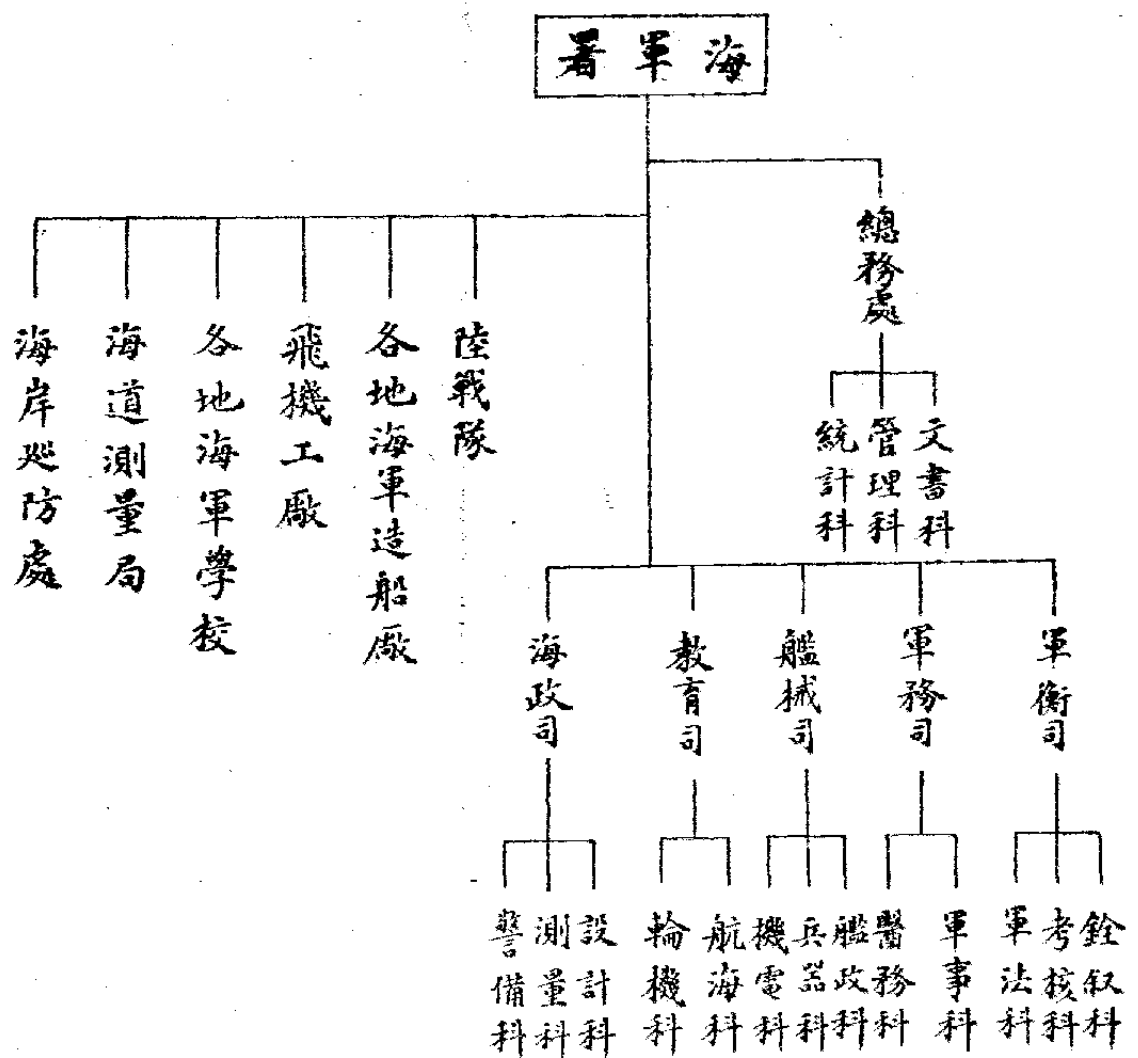 海軍署
總務處
文書科
管理科
統計科
陸戰隊
各地海軍造船廠
飛機工廠
各地海軍學校
海道測量局
海岸巡防處
軍衡司
軍務司
艦械司
教育司
海政司
銓叙科
考核科
軍法科
軍事科
醫務科
艦政科
兵器科
機電科
航海科
輪機科
設計科
測量科
警備科